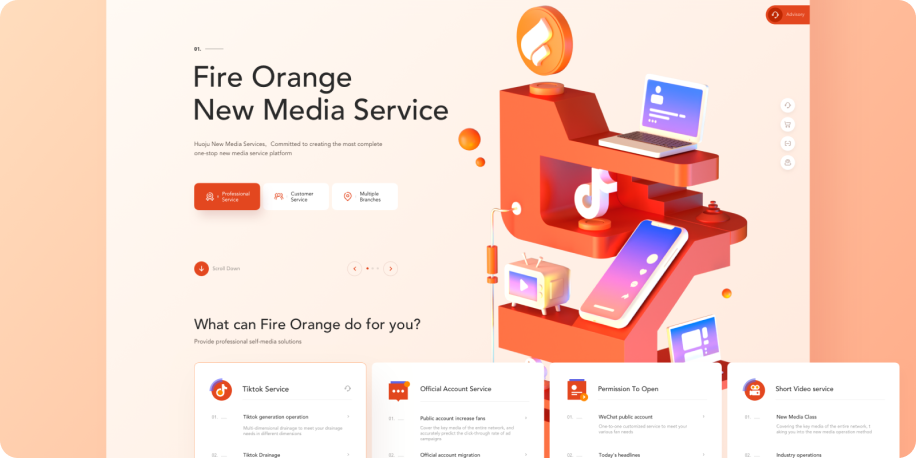 Advisory
01.
Fire Orange
New Media Service
Huoju New Media Services, Committed to creating the most complete
one-stop new media service platform
Professional
Service
Customer
Service
Multiple
Branches
Scroll Down
What can Fire Orange do for you?
Provide professional self-media solutions
Tiktok Service
01.
Tiktok generation operation
Multi dimensional drainage to meet your drainage
needs in different dimensions
02.
Tiktok Drainage
Official Account Service
01.
Public account increase fans
Cover the key media of the entire network, and
accurately predict the click-through rate of ad
campaigns
02.
Official account migration
Permission To Open
01.
WeChat public account
One-to-one customized service to meet your
various fan needs
02.
Today's headlines
Short Video service
01.
New Media Class
Covering the key media of the entire network, t
aking you into the new media operation method
02.
Industry operations